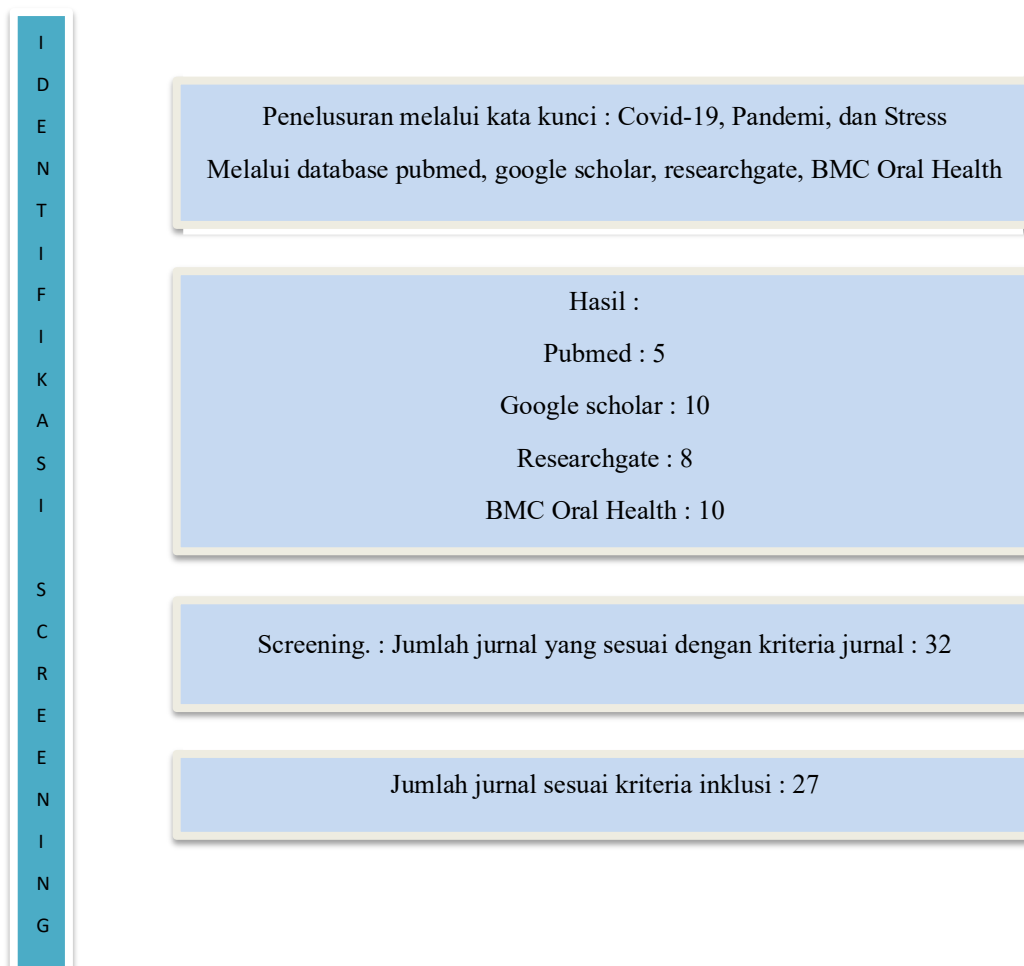 IDENTIFIKASI SCREENING
Penelusuran melalui kata kunci : Covid-19, Pandemi, dan Stress
Melalui database pubmed, google scholar, researchgate, BMC Oral Health
Hasil :
Pubmed : 5
Google scholar : 10
Researchgate : 8
BMC Oral Health : 10
Screening. : Jumlah jurnal yang sesuai dengan kriteria jurnal : 32
Jumlah jurnal sesuai kriteria inklusi : 27